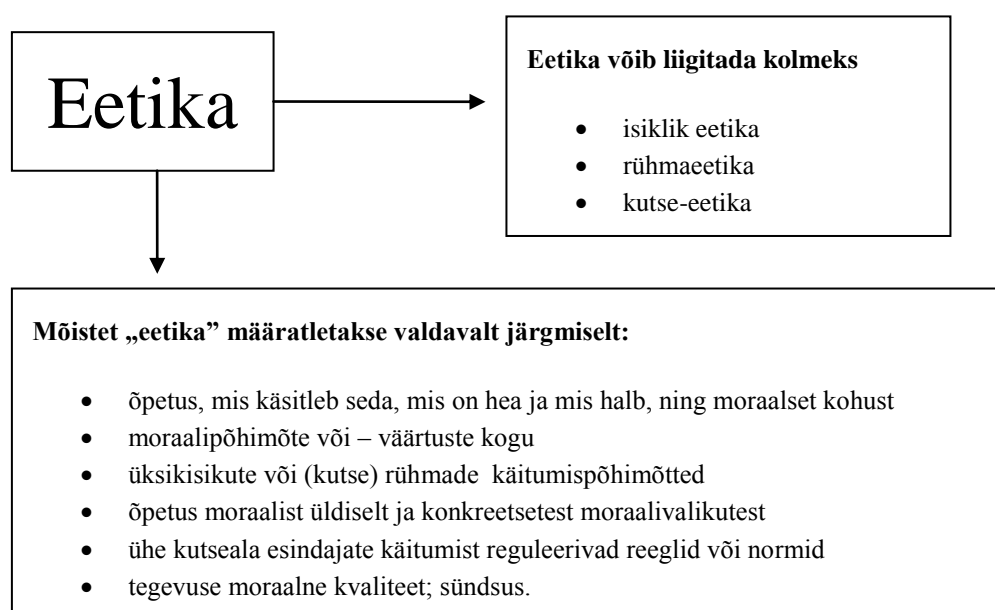 Eetika
Eetika võib liigitada kolmeks
• isiklik eetika
• rühmaeetika
• kutse-eetika
Mõistet „eetika” määratletakse valdavalt järgmiselt:
• õpetus, mis käsitleb seda, mis on hea ja mis halb, ning moraalset kohust
• moraalipõhimõte või – väärtuste kogu
• üksikisikute või (kutse) rühmade käitumispõhimõtted
• õpetus moraalist üldiselt ja konkreetsetest moraalivalikutest
• ühe kutseala esindajate käitumist reguleerivad reeglid või normid
• tegevuse moraalne kvaliteet; sündsus.